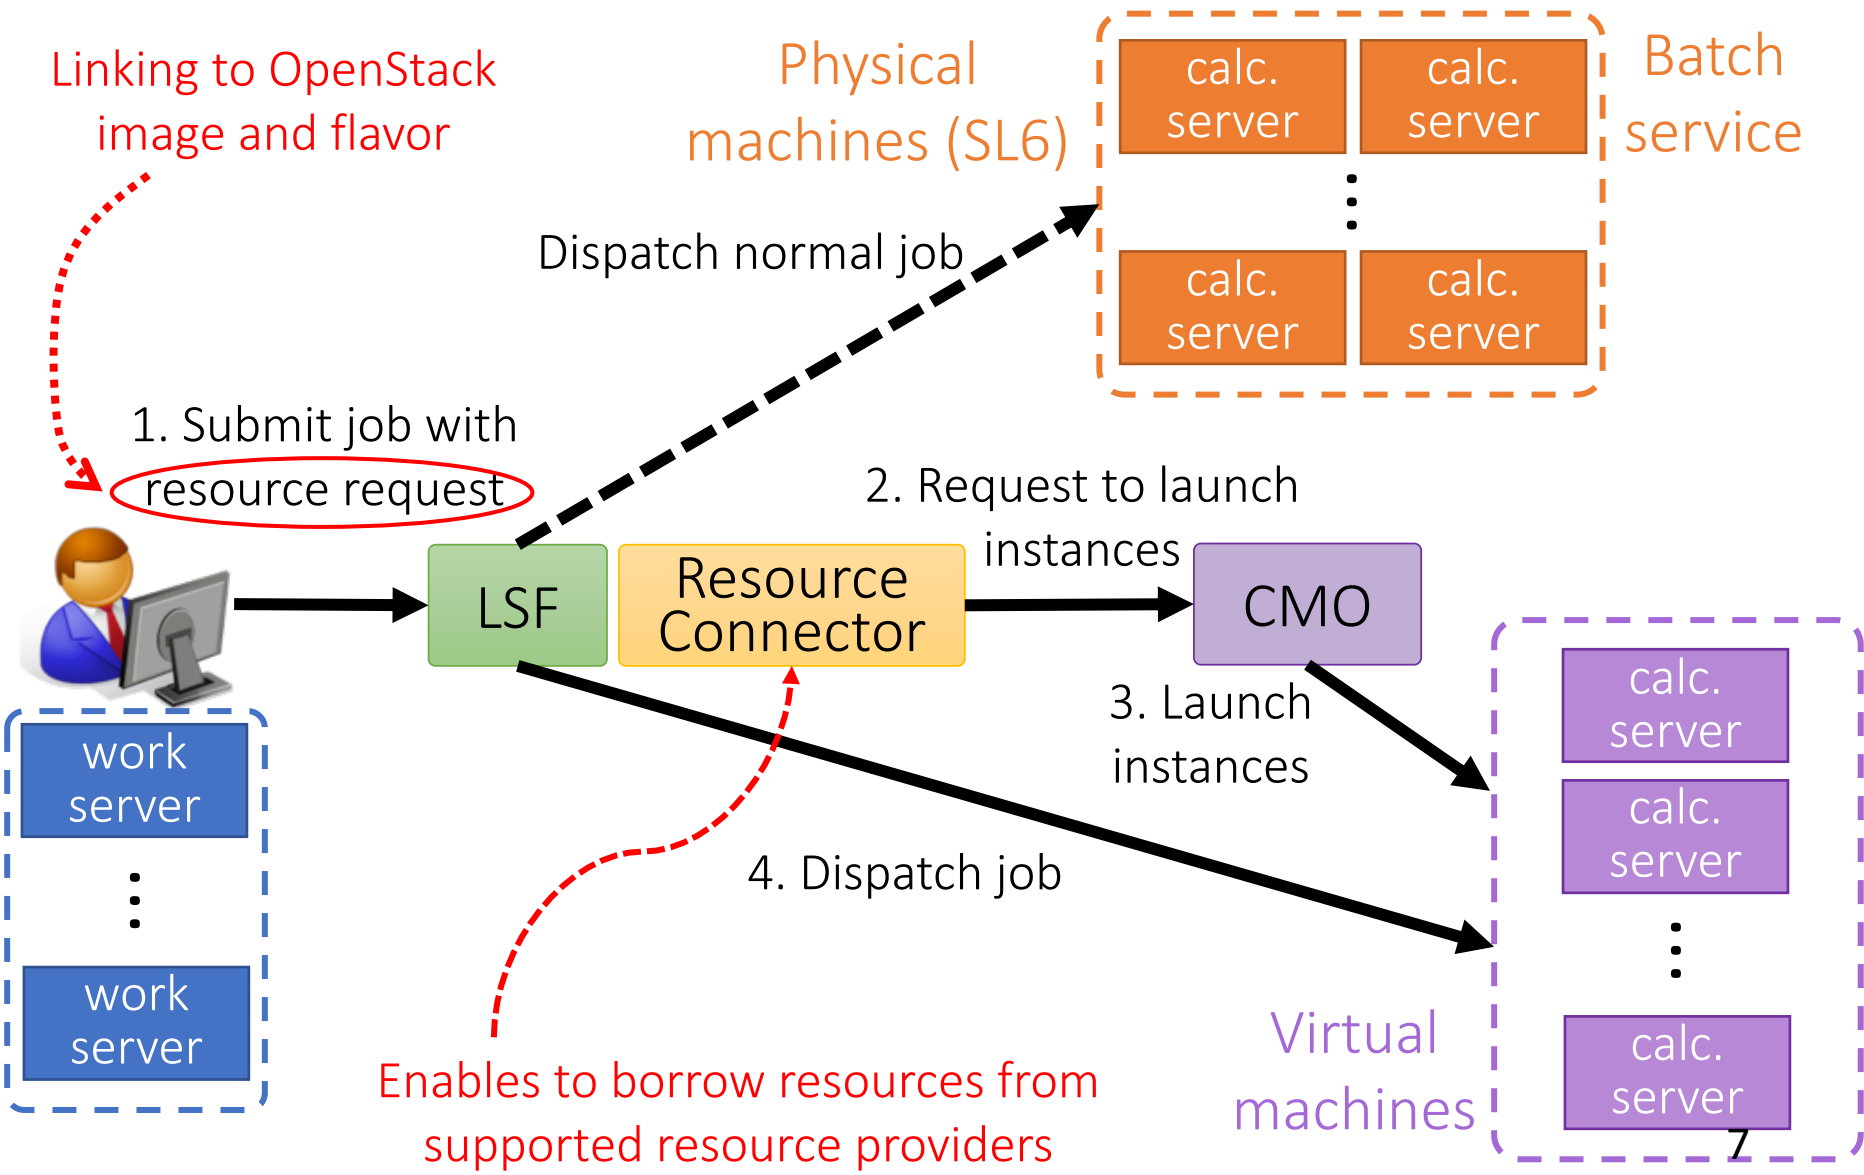 Linking to OpenStack
image and flavor
Physical
machines (SL6)
calc.
server
calc.
server
Batch
service
calc.
server
calc.
server
Dispatch normal job
1. Submit job with
resource request
2. Request to launch
instances
LSF
Resource
Connector
CMO
3. Launch
instances
4. Dispatch job
work
server
work
server
calc.
server
calc.
server
calc.
server
Virtual
machines
Enables to borrow resources from
supported resource providers
7